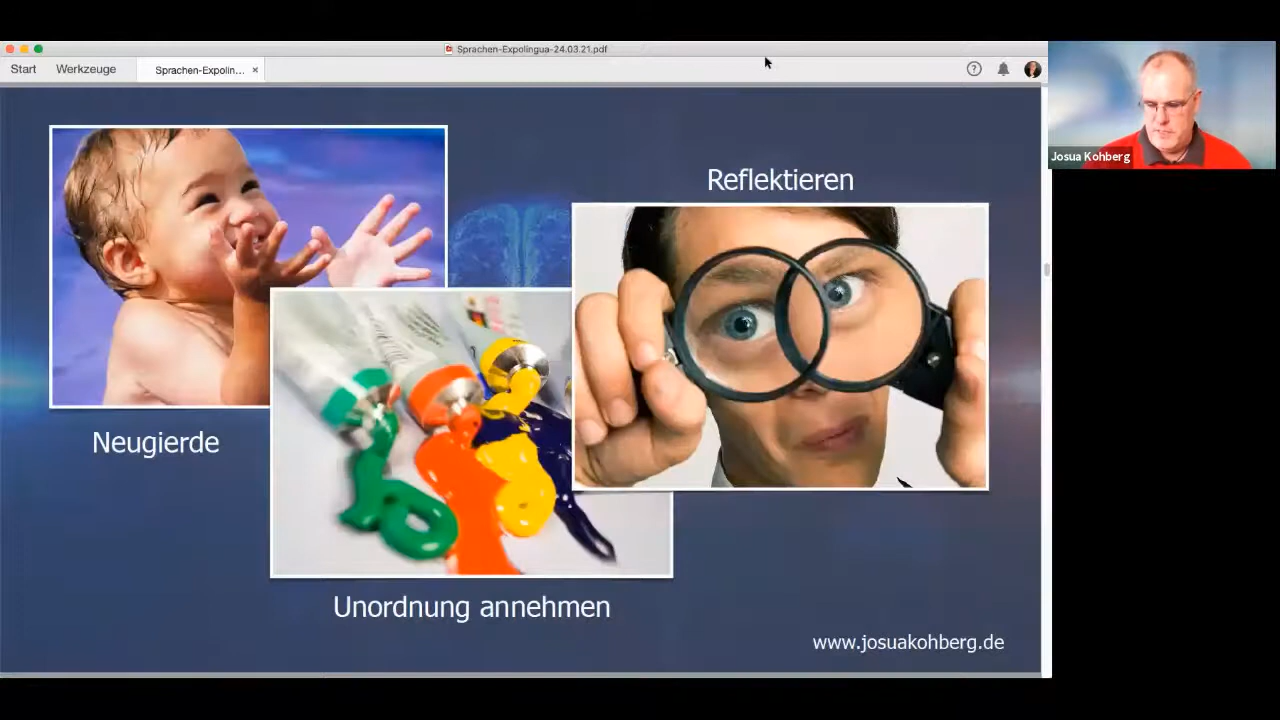 Sprachen-Expolingua-24.03.21.pdf
Start
Werkzeuge
Sprachen-Expolin...
Josua Kohberg
Reflektieren
Neugierde
Unordnung annehmen
www.josuakohberg.de